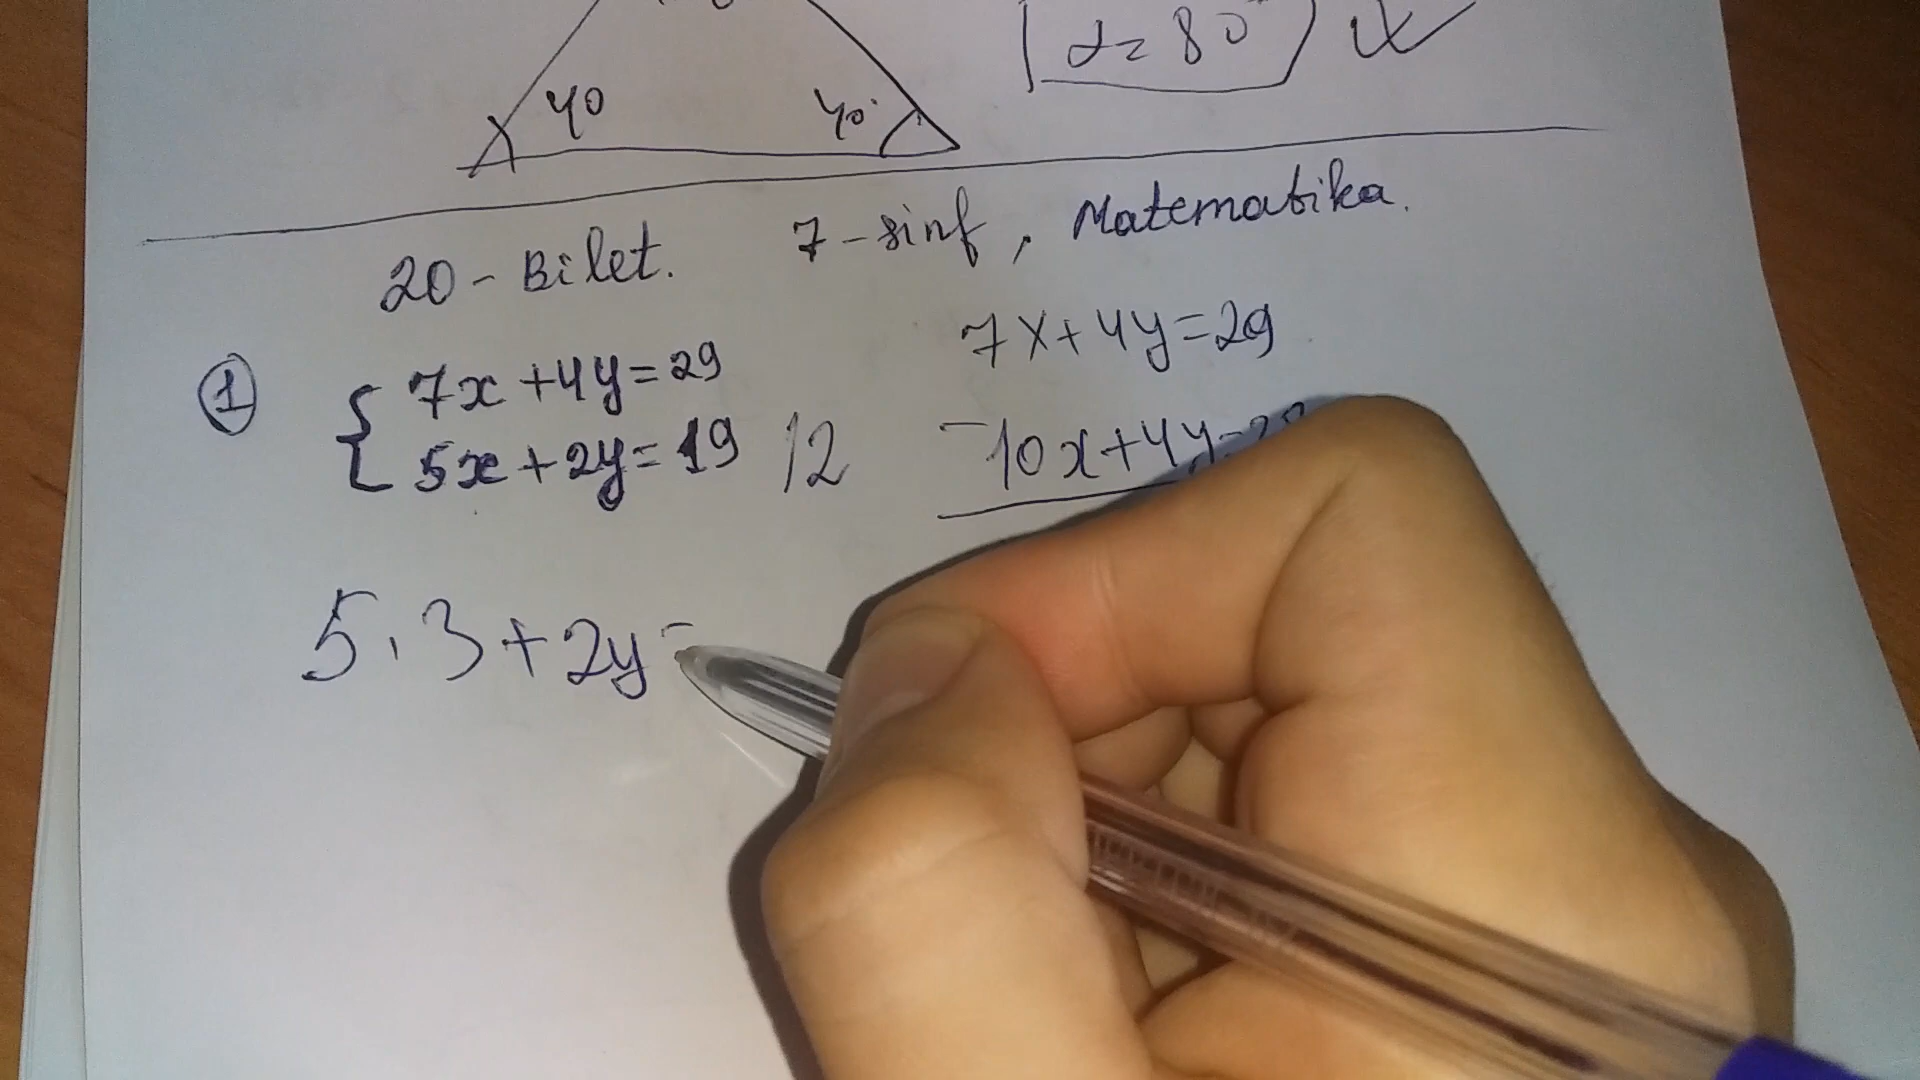 40 40°
α=80°
20-Bilet. 7-sinf, Matematika.
① { 7x+4y=29
5x+2y=19 /2
7x+4y=29
-10x+4y=38
5·3+2y=